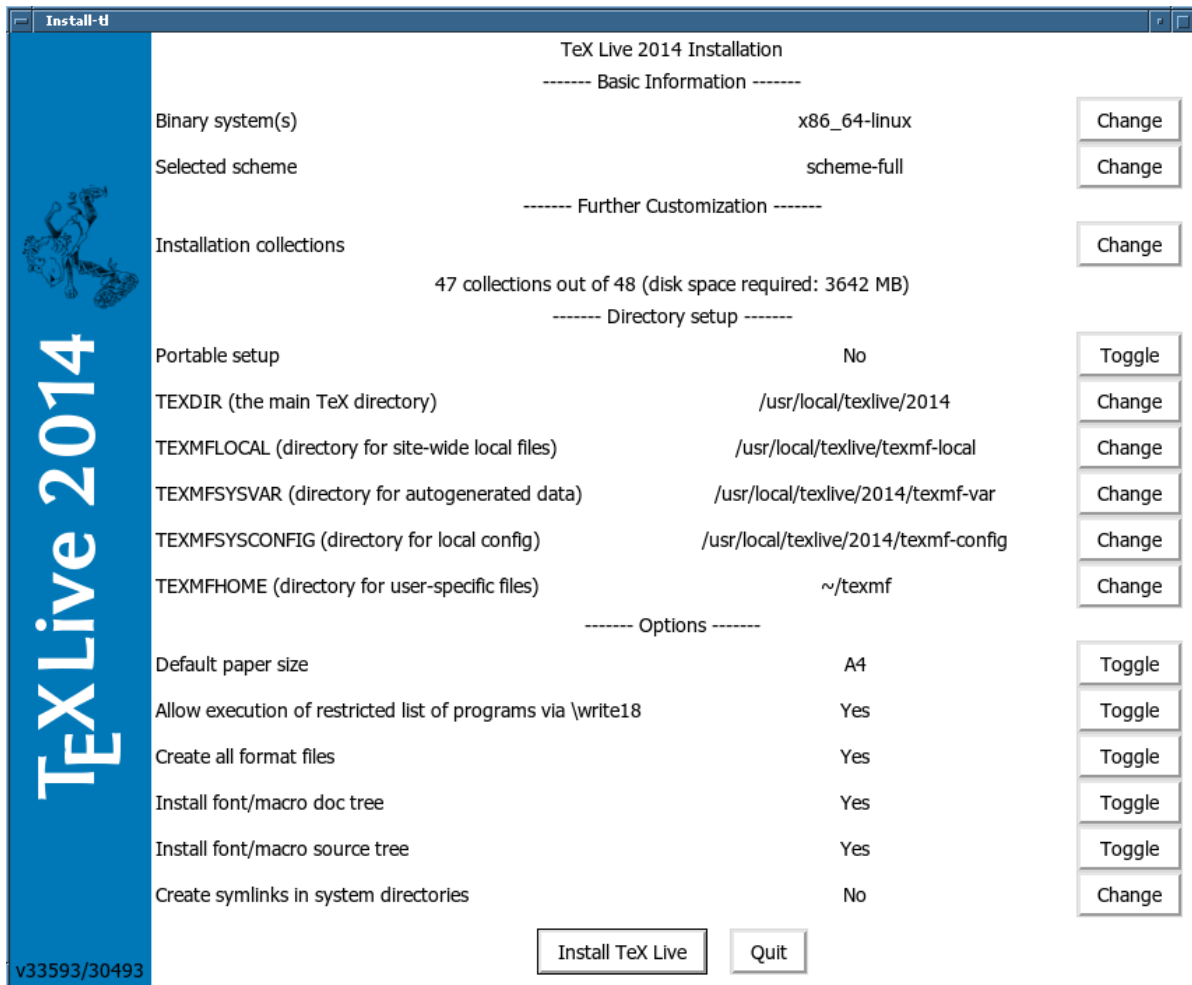 Install-tl
TeX Live 2014 Installation
------- Basic Information -------
Binary system(s) x86_64-linux Change
Selected scheme scheme-full Change
------- Further Customization -------
Installation collections Change
47 collections out of 48 (disk space required: 3642 MB)
------- Directory setup -------
Portable setup No Toggle
TEXDIR (the main TeX directory) /usr/local/texlive/2014 Change
TEXMFLOCAL (directory for site-wide local files) /usr/local/texlive/texmf-local Change
TEXMFSYSVAR (directory for autogenerated data) /usr/local/texlive/2014/texmf-var Change
TEXMFSYSCONFIG (directory for local config) /usr/local/texlive/2014/texmf-config Change
TEXMFHOME (directory for user-specific files) ~/texmf Change
------- Options -------
Default paper size A4 Toggle
Allow execution of restricted list of programs via \write18 Yes Toggle
Create all format files Yes Toggle
Install font/macro doc tree Yes Toggle
Install font/macro source tree Yes Toggle
Create symlinks in system directories No Change
Install TeX Live Quit
TEX Live 2014
v33593/30493